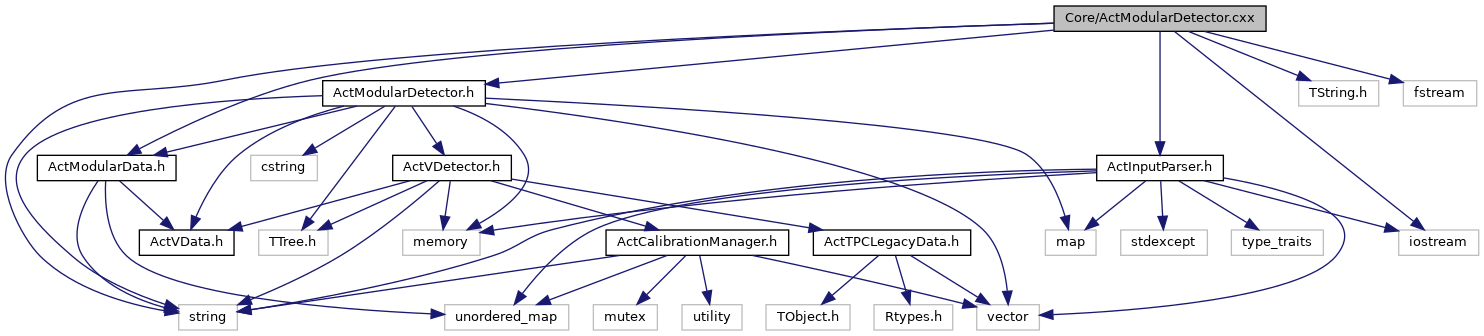 Core/ActModularDetector.cxx
ActModularDetector.h
TString.h
fstream
ActModularData.h
cstring
ActVDetector.h
ActInputParser.h
ActVData.h
TTree.h
memory
ActCalibrationManager.h
ActTPCLegacyData.h
map
stdexcept
type_traits
iostream
string
unordered_map
mutex
utility
TObject.h
Rtypes.h
vector